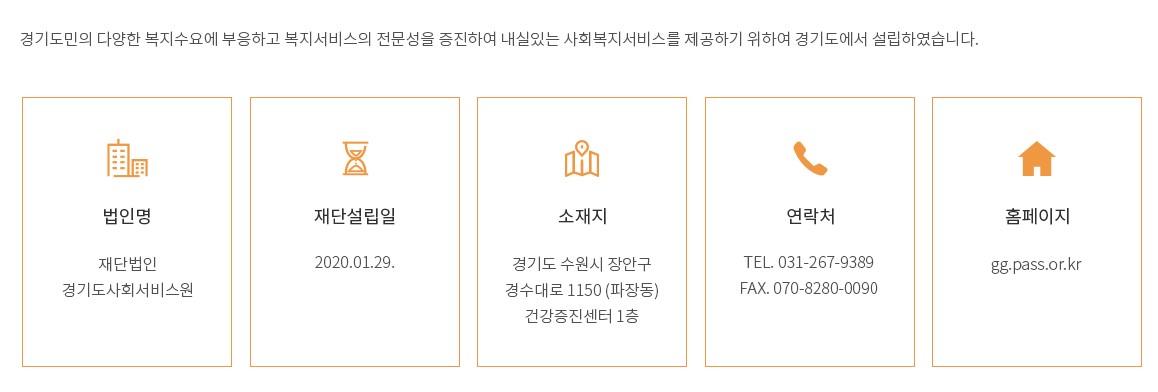 경기도민의 다양한 복지수요에 부응하고 복지서비스의 전문성을 증진하여 내실있는 사회복지서비스를 제공하기 위하여 경기도에서 설립하였습니다.
법인명
재단법인
경기도사회서비스원
재단설립일
2020.01.29.
소재지
경기도 수원시 장안구
경수대로 1150 (파장동)
건강증진센터 1층
연락처
TEL. 031-267-9389
FAX. 070-8280-0090
홈페이지
gg.pass.or.kr